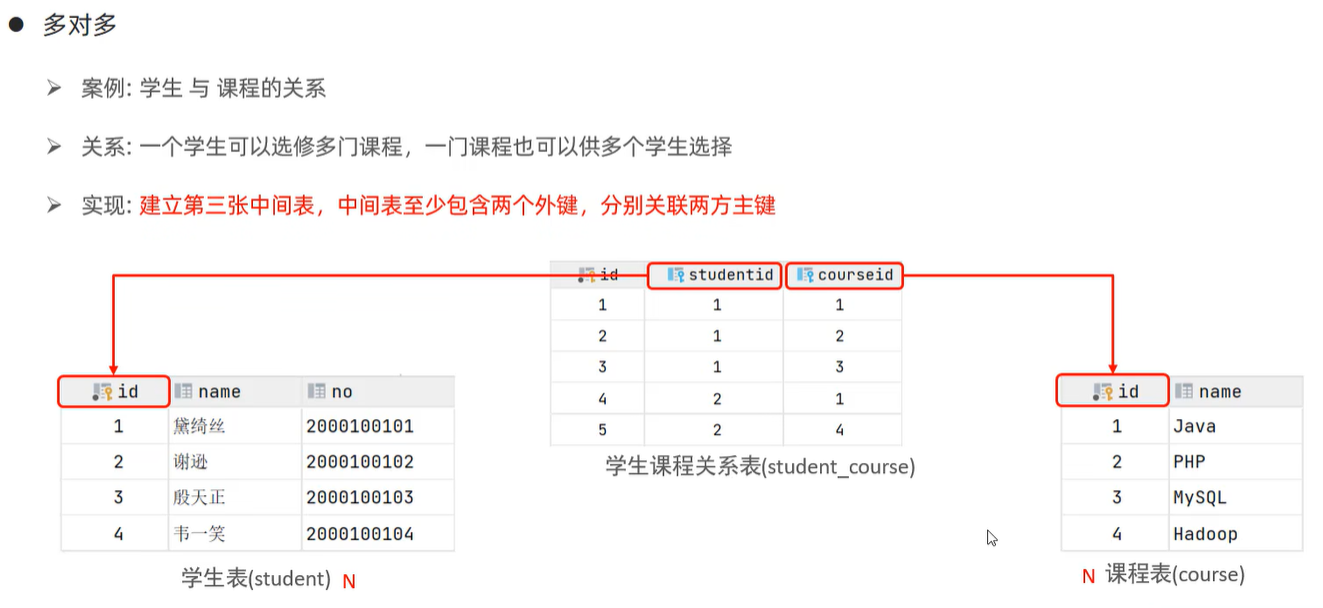 多对多
案例: 学生 与 课程的关系
关系: 一个学生可以选修多门课程，一门课程也可以供多个学生选择
实现: 建立第三张中间表，中间表至少包含两个外键，分别关联两方主键
id studentid courseid
1 1 1
2 1 2
3 1 3
4 2 1
5 2 4
学生课程关系表(student_course)
id name no
1 黛绮丝 2000100101
2 谢逊 2000100102
3 殷天正 2000100103
4 韦一笑 2000100104
学生表(student) N
id name
1 Java
2 PHP
3 MySQL
4 Hadoop
N 课程表(course)